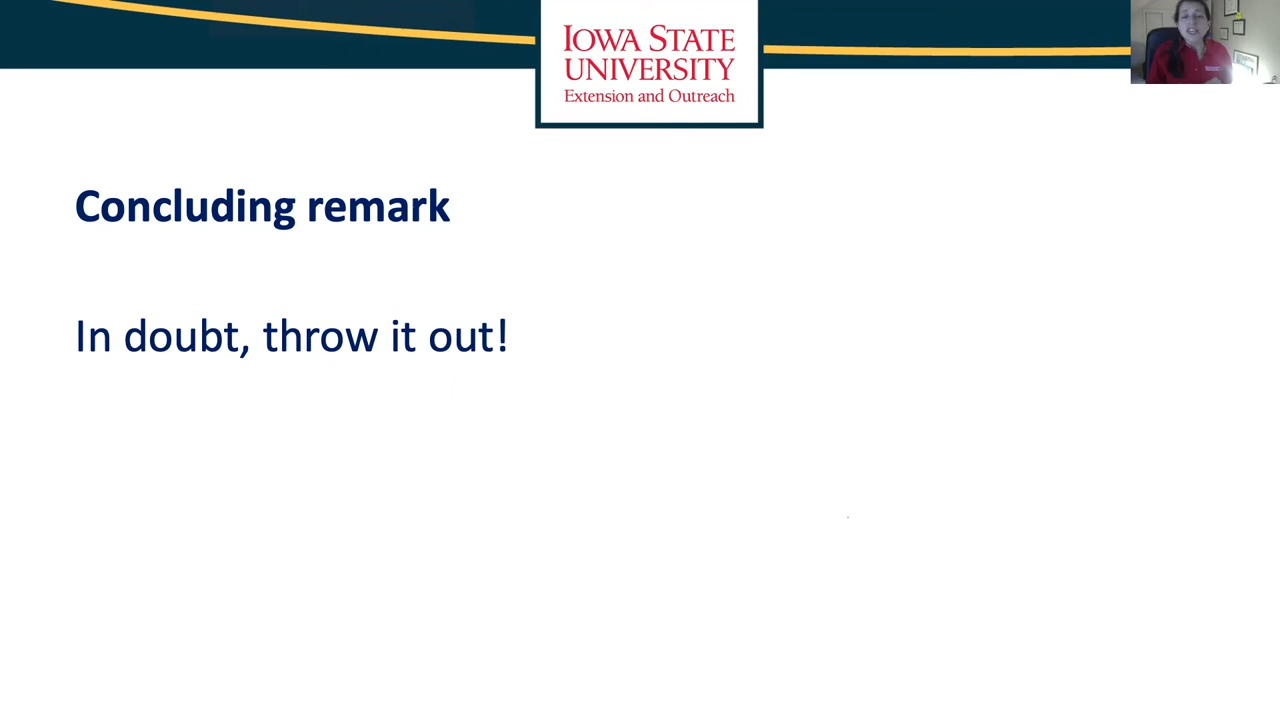 IOWA STATE
UNIVERSITY
Extension and Outreach
Concluding remark
In doubt, throw it out!